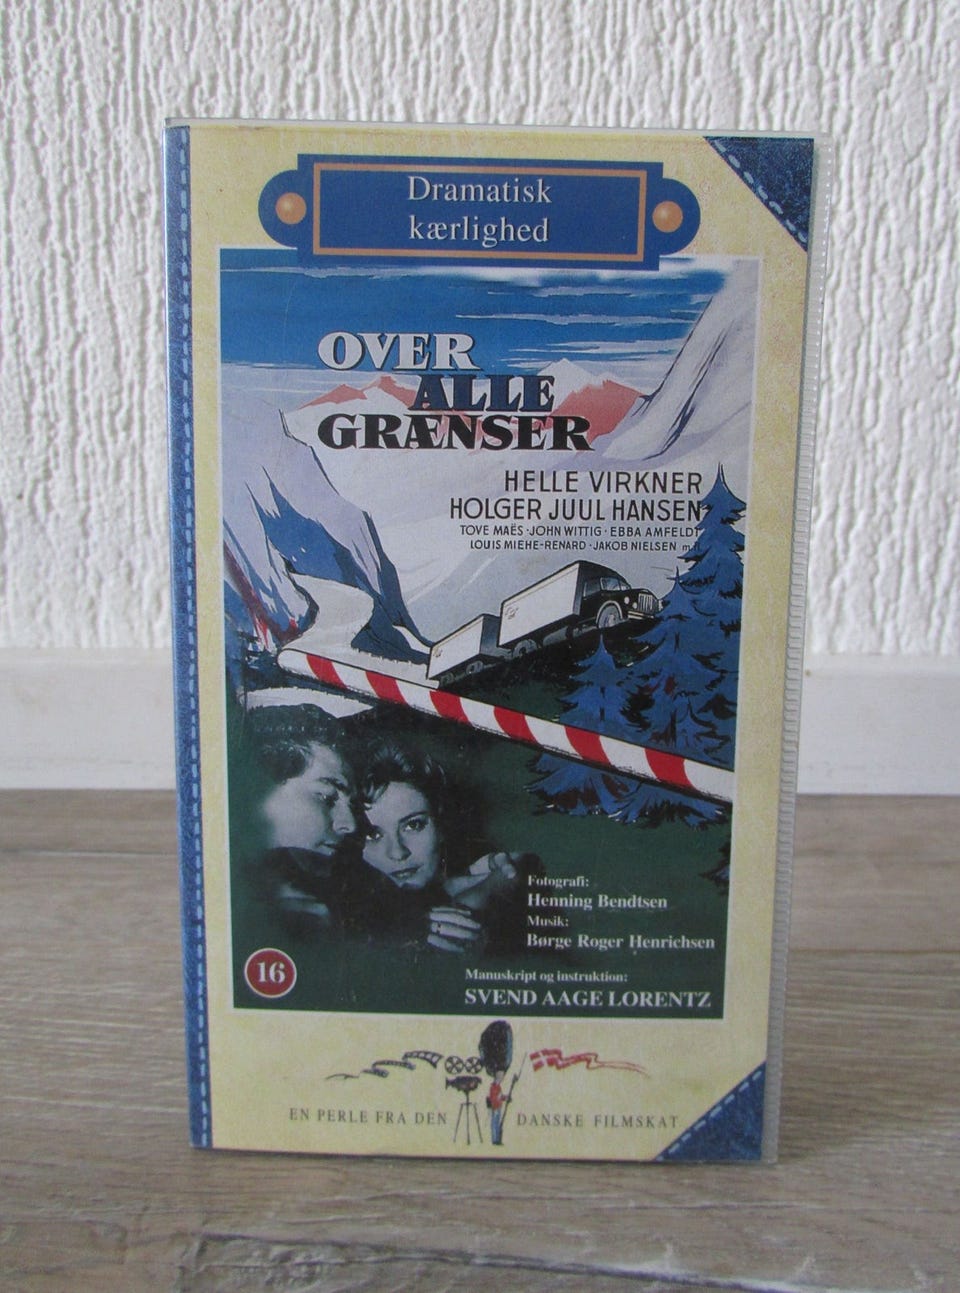 Dramatisk
kærlighed
OVER
ALLE
GRÆNSER
HELLE VIRKNER
HOLGER JUUL HANSEN
TOVE MAËS · JOHN WITTIG · EBBA AMFELDT
LOUIS MIEHE-RENARD · JAKOB NIELSEN m.fl.
Fotografi:
Henning Bendtsen
Musik:
Børge Roger Henrichsen
Manuskript og instruktion:
SVEND AAGE LORENTZ
16
EN PERLE FRA DEN DANSKE FILMSKAT